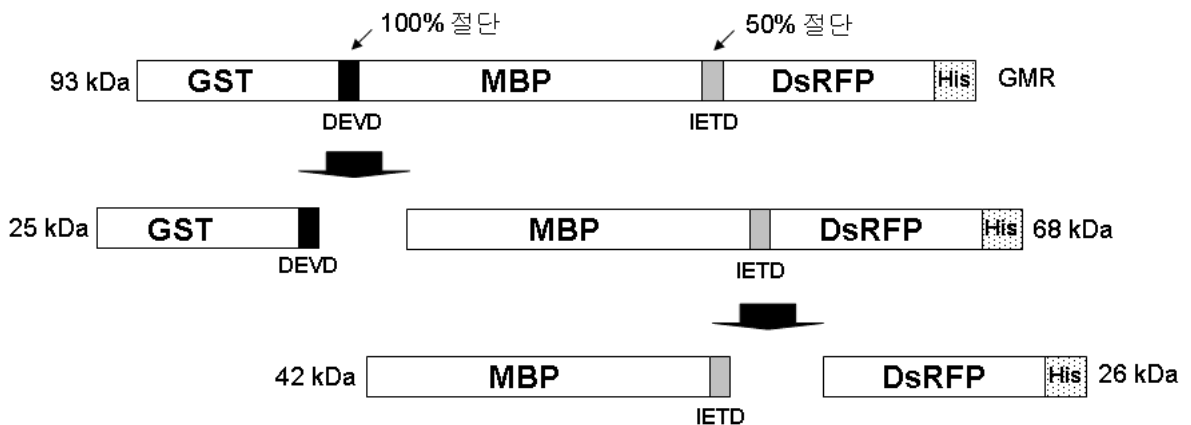 100% 절단 50% 절단
93 kDa GST MBP DsRFP His GMR
DEVD IETD
25 kDa GST MBP DsRFP His 68 kDa
DEVD IETD
42 kDa MBP DsRFP His 26 kDa
IETD